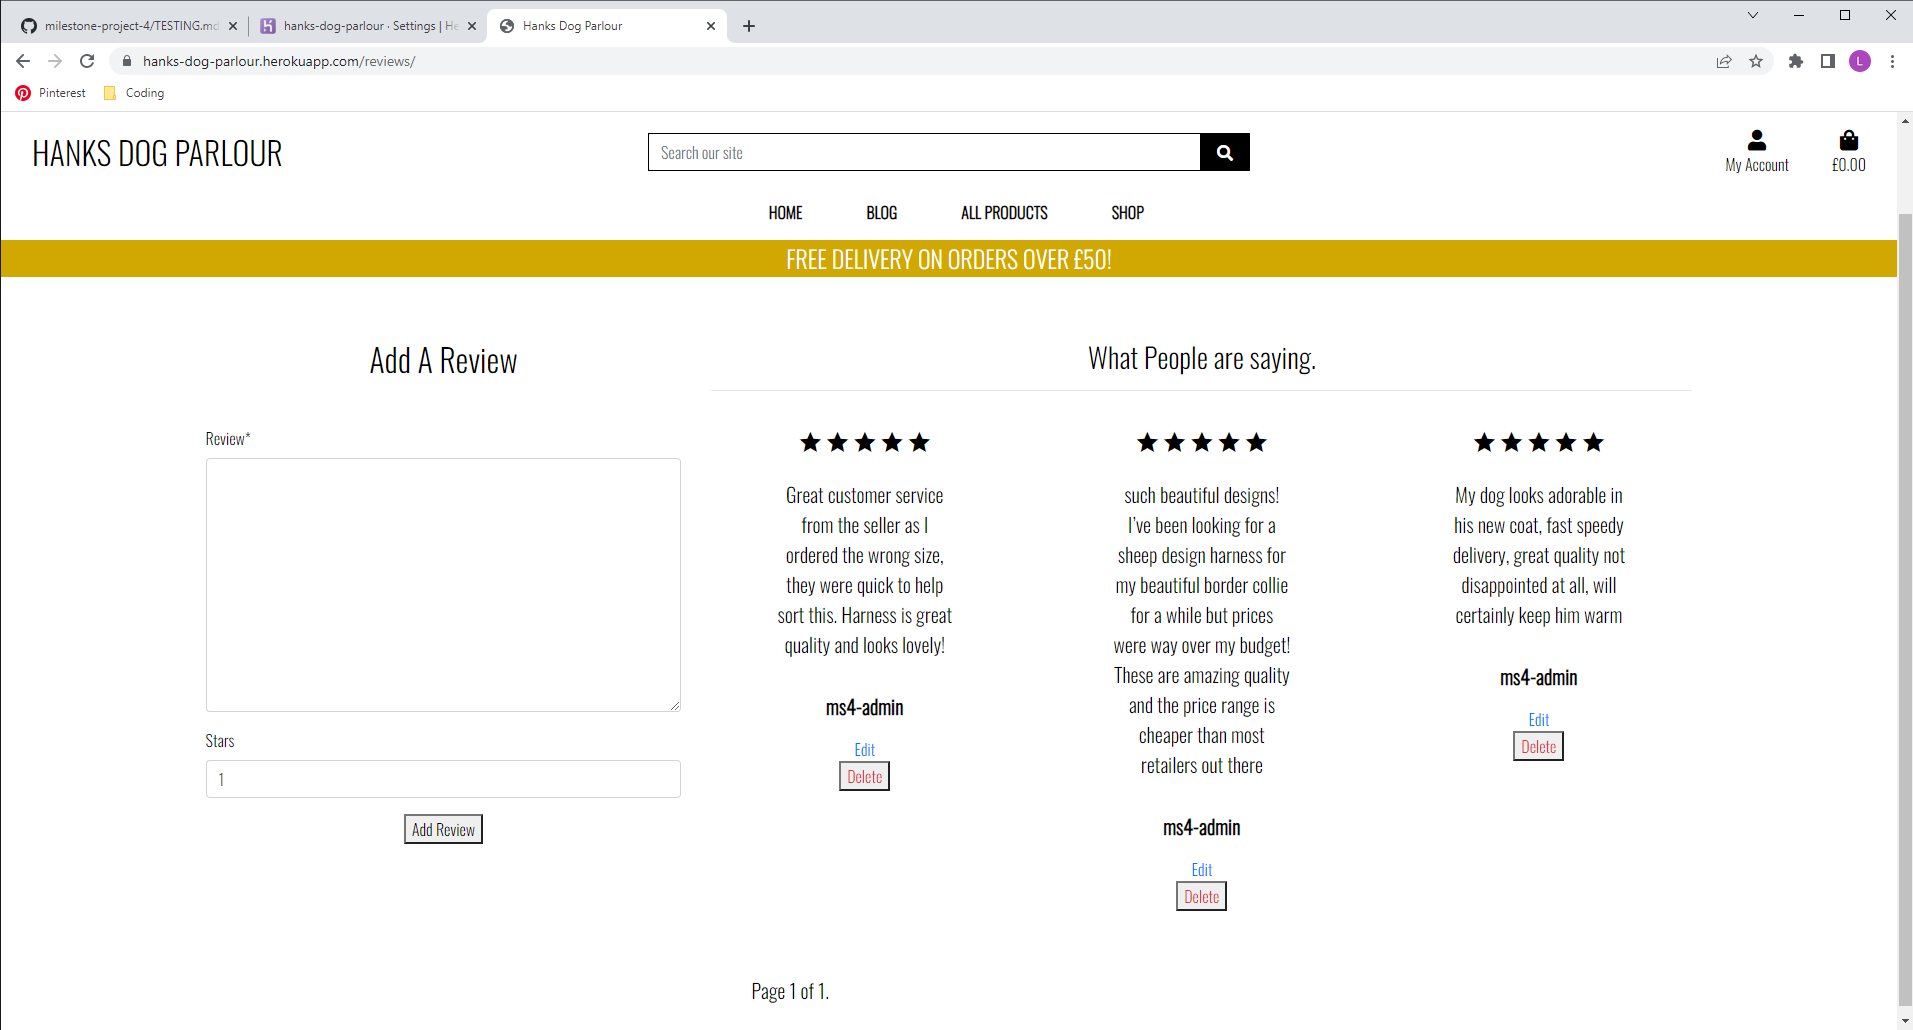 milestone-project-4/TESTING.md
hanks-dog-parlour · Settings | He
Hanks Dog Parlour
hanks-dog-parlour.herokuapp.com/reviews/
L
Pinterest
Coding
HANKS DOG PARLOUR
Search our site
My Account
£0.00
HOME
BLOG
ALL PRODUCTS
SHOP
FREE DELIVERY ON ORDERS OVER £50!
Add A Review
Review*
Stars
1
Add Review
What People are saying.
Great customer service
from the seller as I
ordered the wrong size,
they were quick to help
sort this. Harness is great
quality and looks lovely!
ms4-admin
Edit
Delete
such beautiful designs!
I've been looking for a
sheep design harness for
my beautiful border collie
for a while but prices
were way over my budget!
These are amazing quality
and the price range is
cheaper than most
retailers out there
ms4-admin
Edit
Delete
My dog looks adorable in
his new coat, fast speedy
delivery, great quality not
disappointed at all, will
certainly keep him warm
ms4-admin
Edit
Delete
Page 1 of 1.